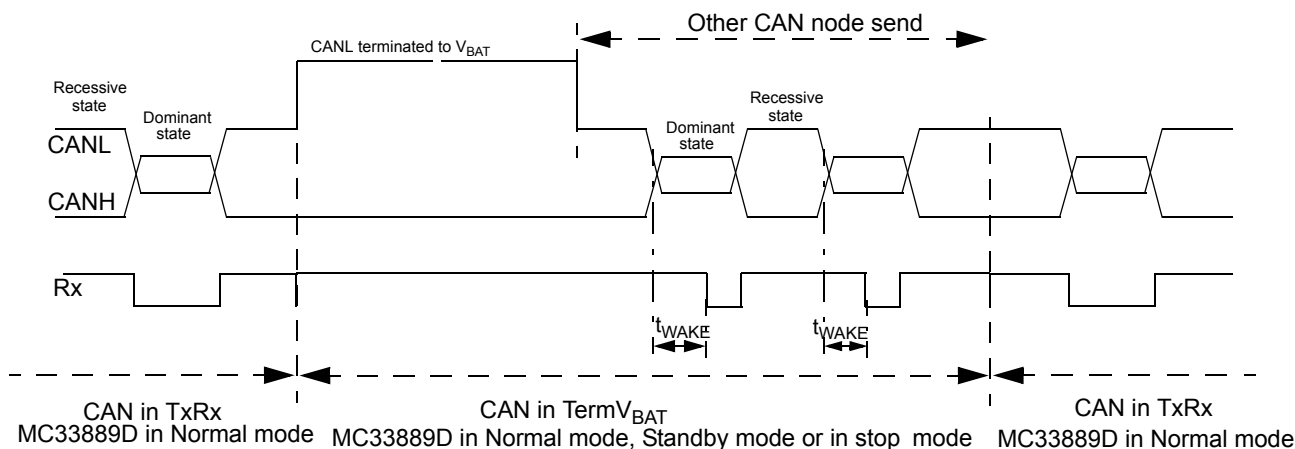 Other CAN node send
CANL terminated to VBAT
Recessive
state
Dominant
state
Recessive
state
Dominant
state
CANL
CANH
Rx
tWAKE
tWAKE
CAN in TxRx
MC33889D in Normal mode
CAN in TermVBAT
MC33889D in Normal mode, Standby mode or in stop mode
CAN in TxRx
MC33889D in Normal mode